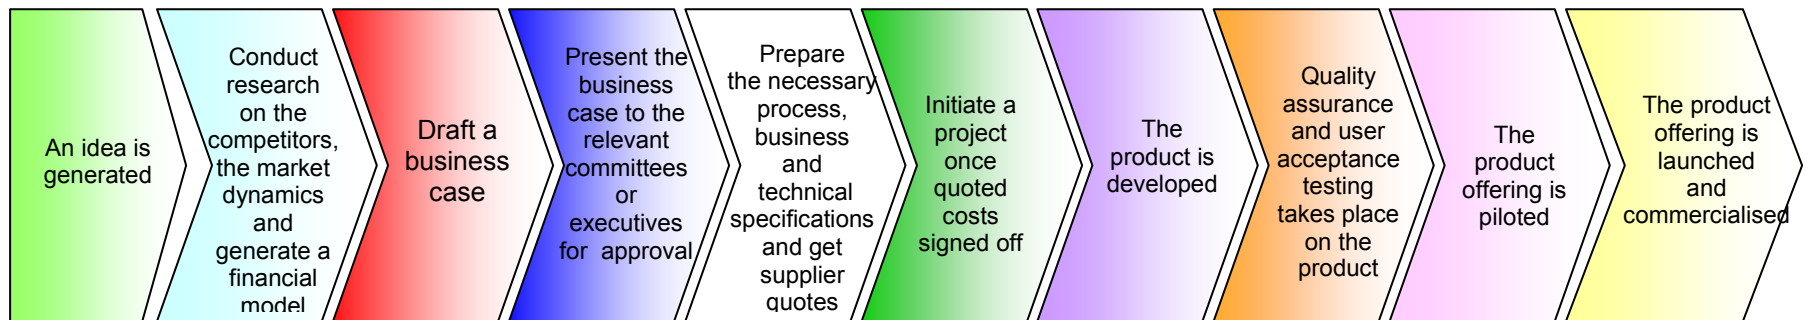 An idea is
generated
Conduct
research
on the
competitors,
the market
dynamics
and
generate a
financial
model
Draft a
business
case
Present the
business
case to the
relevant
committees
or
executives
for approval
Prepare
the necessary
process,
business
and
technical
specifications
and get
supplier
quotes
Initiate a
project
once
quoted
costs
signed off
The
product is
developed
Quality
assurance
and user
acceptance
testing
takes place
on the
product
The
product
offering is
piloted
The product
offering is
launched
and
commercialised